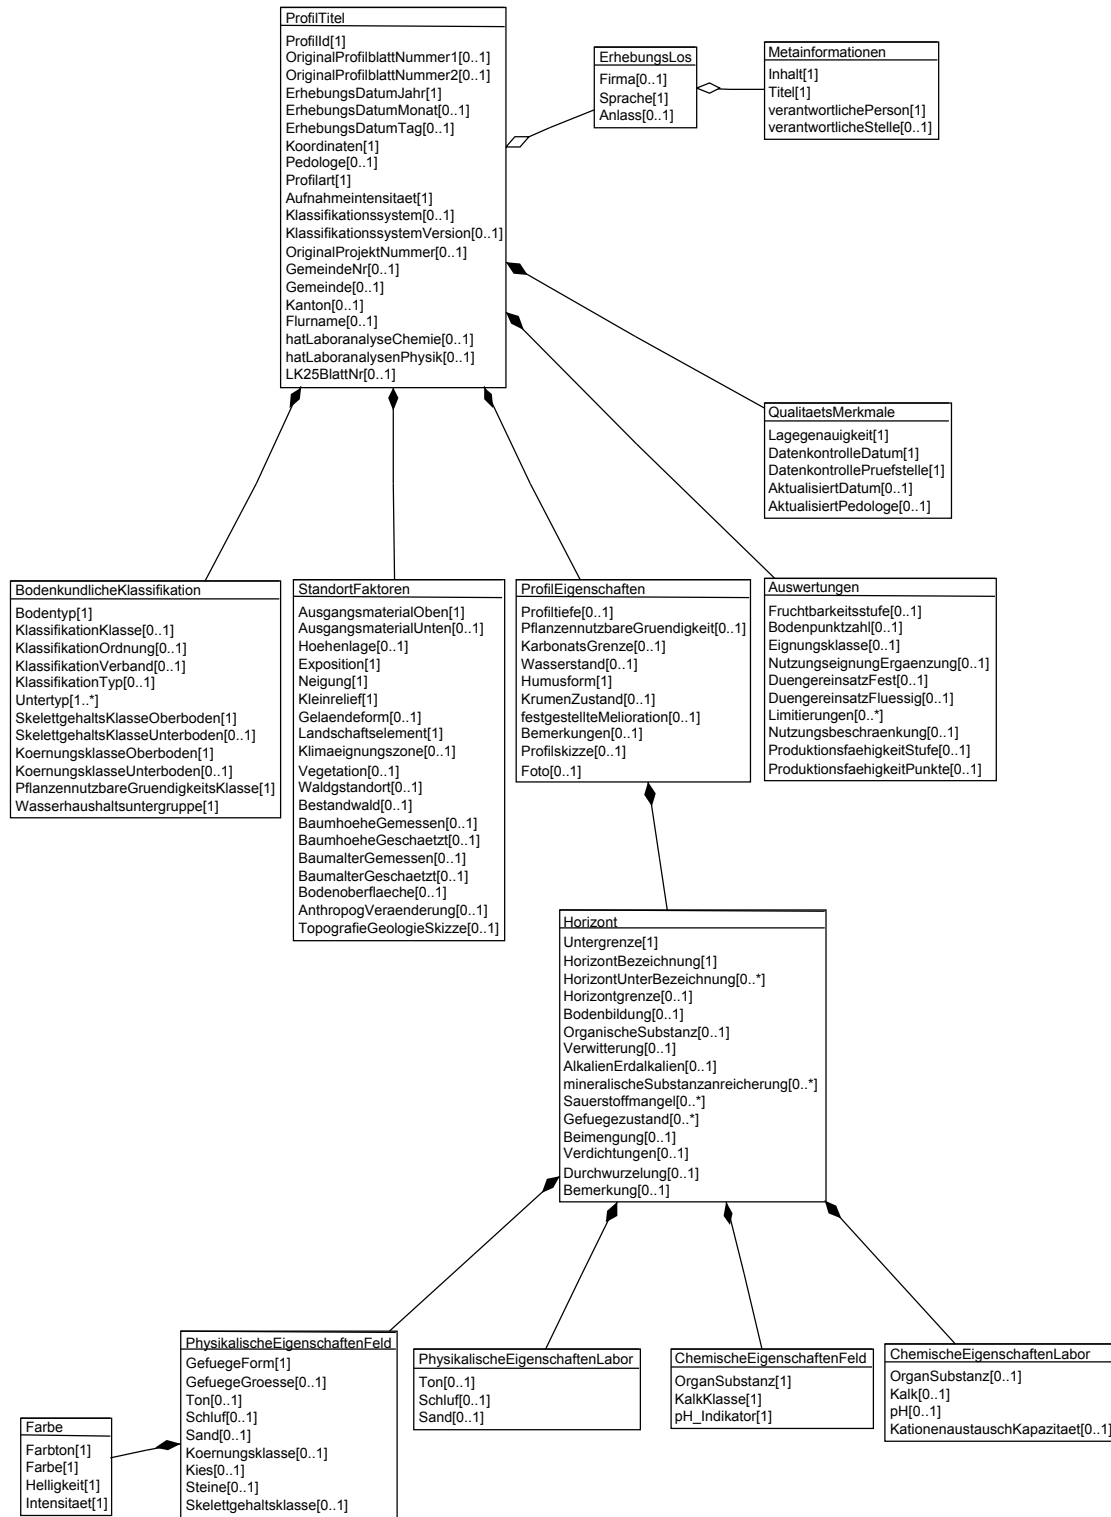 ProfilTitel
ProfilId[1]
OriginalProfilblattNummer1[0..1]
OriginalProfilblattNummer2[0..1]
ErhebungsDatumJahr[1]
ErhebungsDatumMonat[0..1]
ErhebungsDatumTag[0..1]
Koordinaten[1]
Pedologe[0..1]
Profilart[1]
Aufnahmeintensitaet[1]
Klassifikationssystem[0..1]
KlassifikationssystemVersion[0..1]
OriginalProjektNummer[0..1]
GemeindeNr[0..1]
Gemeinde[0..1]
Kanton[0..1]
Flurname[0..1]
hatLaboranalyseChemie[0..1]
hatLaboranalysenPhysik[0..1]
LK25BlattNr[0..1]
ErhebungsLos
Firma[0..1]
Sprache[1]
Anlass[0..1]
Metainformationen
Inhalt[1]
Titel[1]
verantwortlichePerson[1]
verantwortlicheStelle[0..1]
QualitaetsMerkmale
Lagegenauigkeit[1]
DatenkontrolleDatum[1]
DatenkontrollePruefstelle[1]
AktualisiertDatum[0..1]
AktualisiertPedologe[0..1]
BodenkundlicheKlassifikation
Bodentyp[1]
KlassifikationKlasse[0..1]
KlassifikationOrdnung[0..1]
KlassifikationVerband[0..1]
KlassifikationTyp[0..1]
Untertyp[1..*]
SkelettgehaltsKlasseOberboden[1]
SkelettgehaltsKlasseUnterboden[0..1]
KoernungsklasseOberboden[1]
KoernungsklasseUnterboden[0..1]
PflanzennutzbareGruendigkeitsKlasse[1]
Wasserhaushaltsuntergruppe[1]
StandortFaktoren
AusgangsmaterialOben[1]
AusgangsmaterialUnten[0..1]
Hoehenlage[0..1]
Exposition[1]
Neigung[1]
Kleinrelief[1]
Gelaendeform[0..1]
Landschaftselement[1]
Klimaeignungszone[0..1]
Vegetation[0..1]
Waldgstandort[0..1]
Bestandwald[0..1]
BaumhoeheGemessen[0..1]
BaumhoeheGeschaetzt[0..1]
BaumalterGemessen[0..1]
BaumalterGeschaetzt[0..1]
Bodenoberflaeche[0..1]
AnthropogVeraenderung[0..1]
TopografieGeologieSkizze[0..1]
ProfilEigenschaften
Profiltiefe[0..1]
PflanzennutzbareGruendigkeit[0..1]
KarbonatsGrenze[0..1]
Wasserstand[0..1]
Humusform[1]
KrumenZustand[0..1]
festgestellteMelioration[0..1]
Bemerkungen[0..1]
Profilskizze[0..1]
Foto[0..1]
Auswertungen
Fruchtbarkeitsstufe[0..1]
Bodenpunktzahl[0..1]
Eignungsklasse[0..1]
NutzungseignungErgaenzung[0..1]
DuengereinsatzFest[0..1]
DuengereinsatzFluessig[0..1]
Limitierungen[0..*]
Nutzungsbeschraenkung[0..1]
ProduktionsfaehigkeitStufe[0..1]
ProduktionsfaehigkeitPunkte[0..1]
Horizont
Untergrenze[1]
HorizontBezeichnung[1]
HorizontUnterBezeichnung[0..*]
Horizontgrenze[0..1]
Bodenbildung[0..1]
OrganischeSubstanz[0..1]
Verwitterung[0..1]
AlkalienErdalkalien[0..1]
mineralischeSubstanzanreicherung[0..*]
Sauerstoffmangel[0..*]
Gefuegezustand[0..*]
Beimengung[0..1]
Verdichtungen[0..1]
Durchwurzelung[0..1]
Bemerkung[0..1]
Farbe
Farbton[1]
Farbe[1]
Helligkeit[1]
Intensitaet[1]
PhysikalischeEigenschaftenFeld
GefuegeForm[1]
GefuegeGroesse[0..1]
Ton[0..1]
Schluf[0..1]
Sand[0..1]
Koernungsklasse[0..1]
Kies[0..1]
Steine[0..1]
Skelettgehaltsklasse[0..1]
PhysikalischeEigenschaftenLabor
Ton[0..1]
Schluf[0..1]
Sand[0..1]
ChemischeEigenschaftenFeld
OrganSubstanz[1]
KalkKlasse[1]
pH_Indikator[1]
ChemischeEigenschaftenLabor
OrganSubstanz[0..1]
Kalk[0..1]
pH[0..1]
KationenaustauschKapazitaet[0..1]